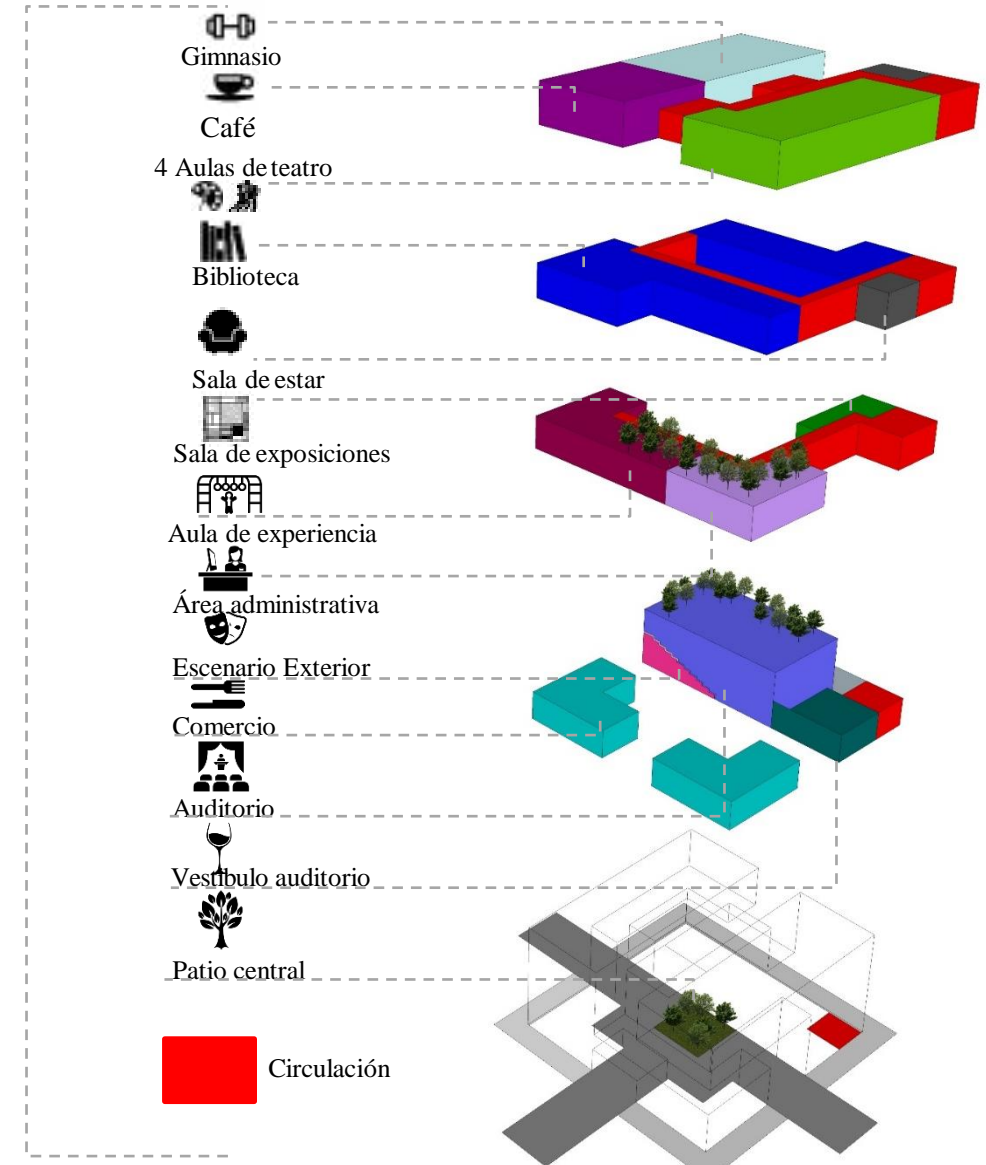 Gimnasio
Café
4 Aulas de teatro
Biblioteca
Sala de estar
Sala de exposiciones
Aula de experiencia
Área administrativa
Escenario Exterior
Comercio
Auditorio
Vestíbulo auditorio
Patio central
Circulación